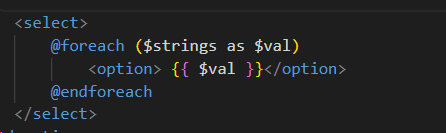 <select>
@foreach ($strings as $val)
<option> {{ $val }}</option>
@endforeach
</select>